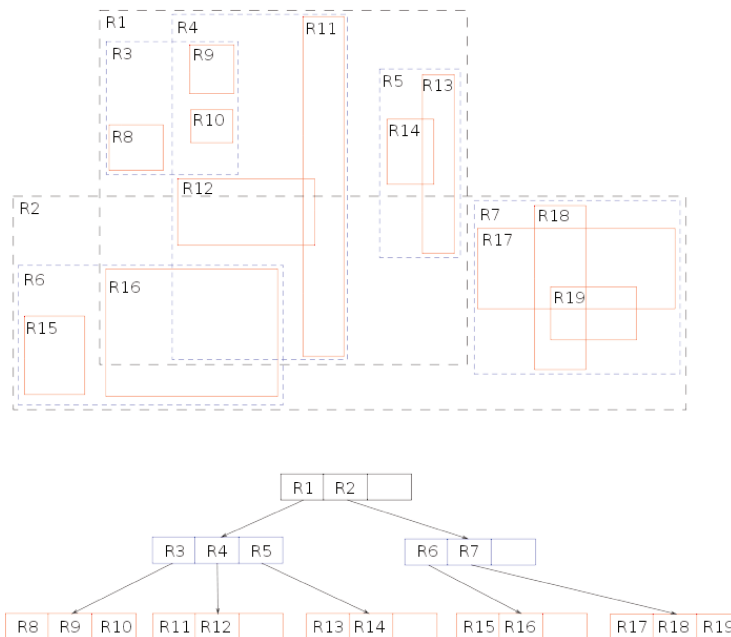 R1 R4 R11
R3 R9
R5 R13
R8 R10 R14
R12
R2 R7 R18
R17
R6 R16
R19
R15
R1 R2
R3 R4 R5 R6 R7
R8 R9 R10 R11 R12 R13 R14 R15 R16 R17 R18 R19